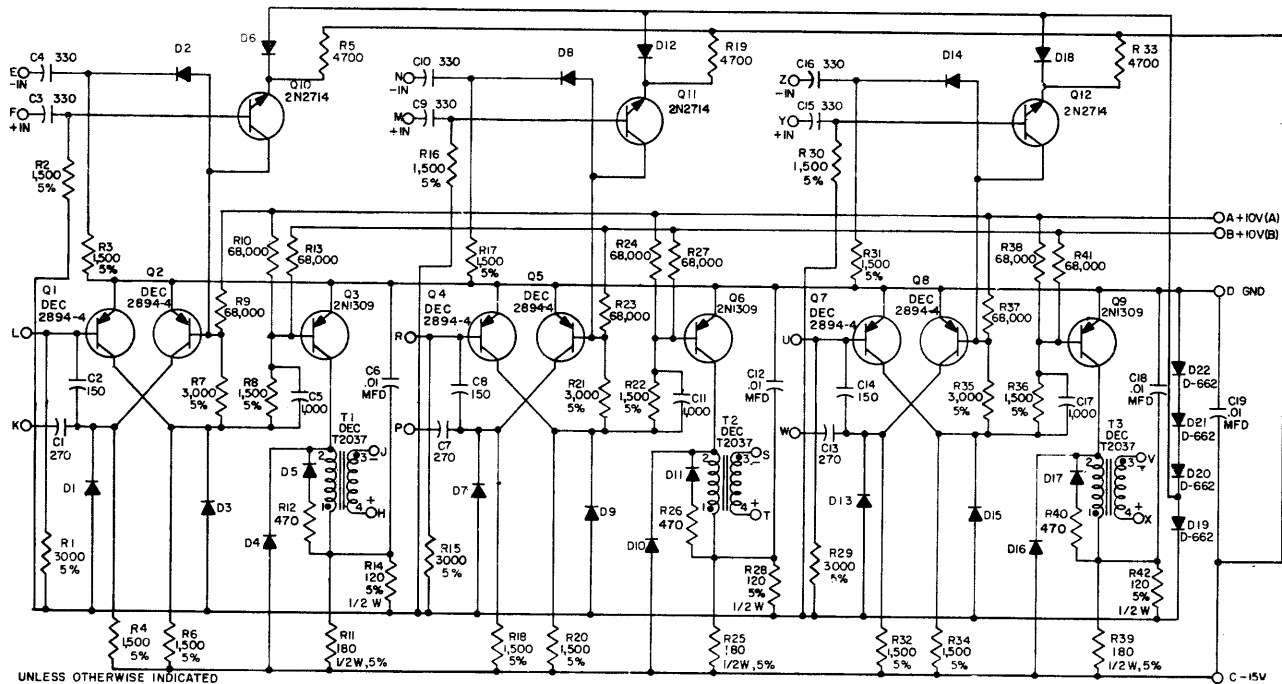 D6
R5
4700
D12
R19
4700
D18
R 33
4700
C4 330
E
-IN
D2
C3 330
F
+IN
Q10
2N2714
C10 330
N
-IN
D8
C9 330
M
+IN
Q11
2N2714
C16 330
Z
-IN
D14
C15 330
Y
+IN
Q12
2N2714
R2
1,500
5%
R16
1,500
5%
R30
1,500
5%
A+10V(A)
B+10V(B)
R3
1,500
5%
R10
68,000
R13
68,000
R17
1,500
5%
R24
68,000
R27
68,000
R31
1,500
5%
R38
68,000
R41
68,000
Q1
DEC
2894-4
Q2
DEC
2894-4
R9
68,000
Q3
2N1309
Q4
DEC
2894-4
Q5
DEC
2894-4
R23
68,000
Q6
2N1309
Q7
DEC
2894-4
Q8
DEC
2894-4
R37
68,000
Q9
2N1309
D GND
L
R
U
C2
150
R7
3,000
5%
R8
1,500
5%
C5
1,000
C6
.01
MFD
C8
150
R21
3,000
5%
R22
1,500
5%
C11
1,000
C12
.01
MFD
C14
150
R35
3,000
5%
R36
1,500
5%
C17
1,000
C18
.01
MFD
D22
D-662
D21
D-662
D20
D-662
D19
D-662
C19
.01
MFD
K
C1
270
P
C7
270
W
C13
270
T1
DEC
T2037
2 3 J
-
+
1 4 H
T2
DEC
T2037
2 3 S
-
+
1 4 T
T3
DEC
T2037
2 3 V
-
+
1 4 X
D1
D3
D5
R12
470
D4
D7
D9
D11
R26
470
D10
D13
D15
D17
R40
470
D16
R1
3000
5%
R14
120
5%
1/2 W
R15
3000
5%
R28
120
5%
1/2 W
R29
3,000
5%
R42
120
5%
1/2 W
R4
1,500
5%
R6
1,500
5%
R11
180
1/2W, 5%
R18
1,500
5%
R20
1,500
5%
R25
180
1/2W, 5%
R32
1,500
5%
R34
1,500
5%
R39
180
1/2W, 5%
UNLESS OTHERWISE INDICATED
C -15V